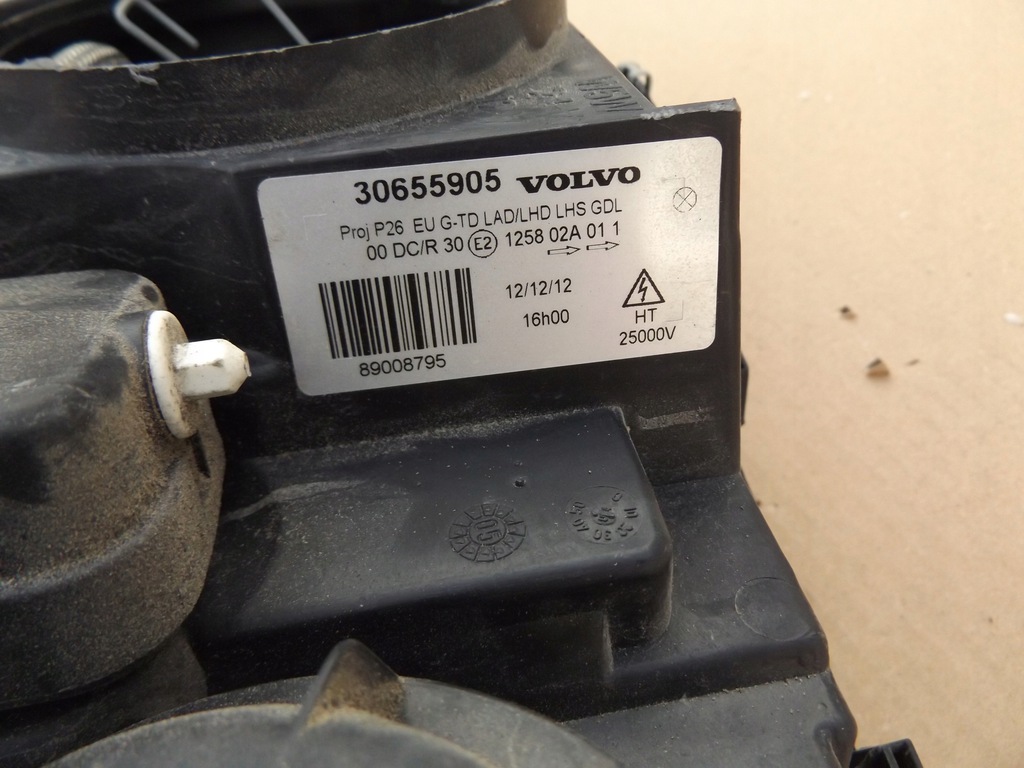 30655905 VOLVO
Proj P26 EU G-TD LAD/LHD LHS GDL
00 DC/R 30 E2 1258 02A 01 1
12/12/12
16h00
HT
25000V
89008795
05